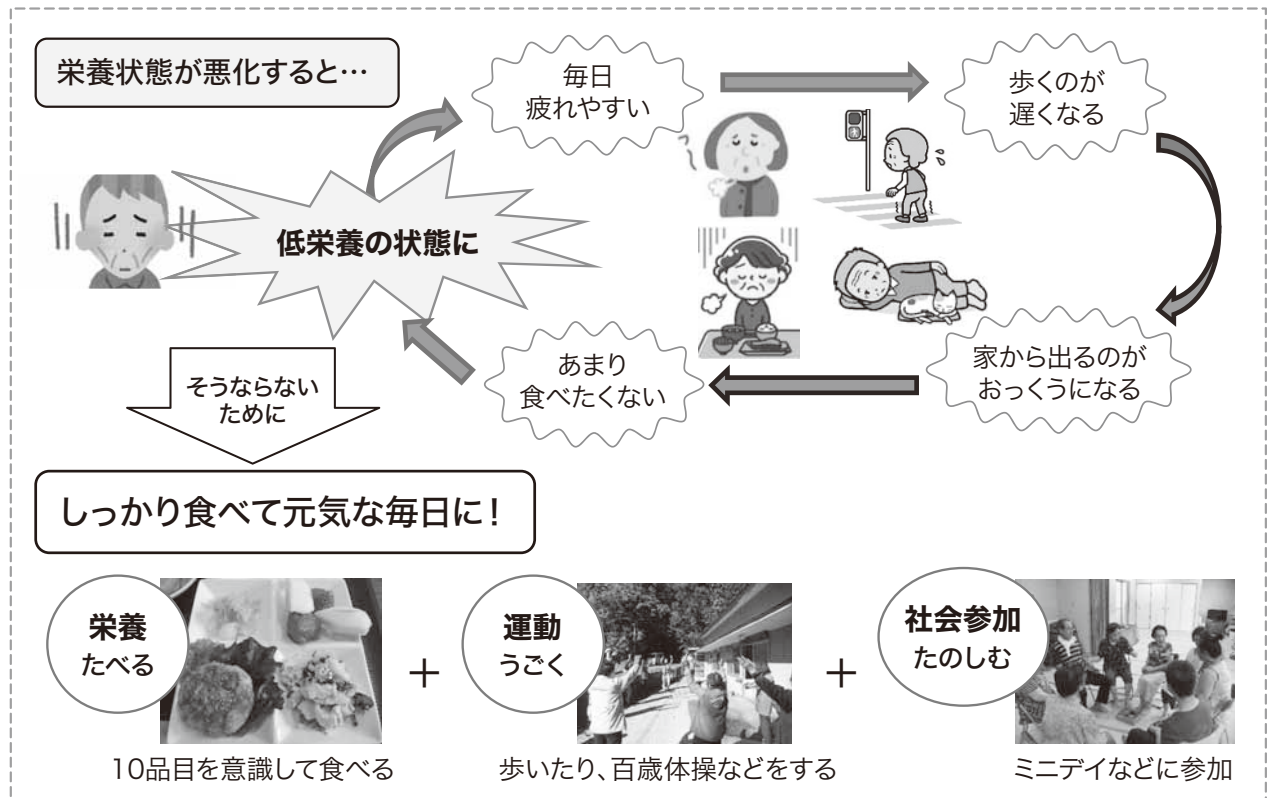 栄養状態が悪化すると…
毎日
疲れやすい
歩くのが
遅くなる
低栄養の状態に
あまり
食べたくない
家から出るのが
おっくうになる
そうならない
ために
しっかり食べて元気な毎日に!
栄養
たべる
+
運動
うごく
+
社会参加
たのしむ
10品目を意識して食べる
歩いたり、百歳体操などをする
ミニデイなどに参加